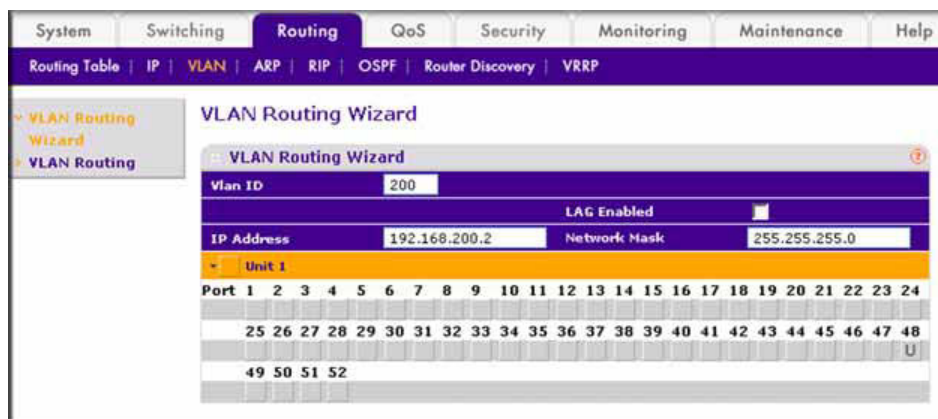 System Switching Routing QoS Security Monitoring Maintenance Help
Routing Table | IP | VLAN | ARP | RIP | OSPF | Router Discovery | VRRP
VLAN Routing Wizard
VLAN Routing
VLAN Routing Wizard
VLAN Routing Wizard ?
Vlan ID 200
LAG Enabled
IP Address 192.168.200.2 Network Mask 255.255.255.0
Unit 1
Port 1 2 3 4 5 6 7 8 9 10 11 12 13 14 15 16 17 18 19 20 21 22 23 24
25 26 27 28 29 30 31 32 33 34 35 36 37 38 39 40 41 42 43 44 45 46 47 48
U
49 50 51 52